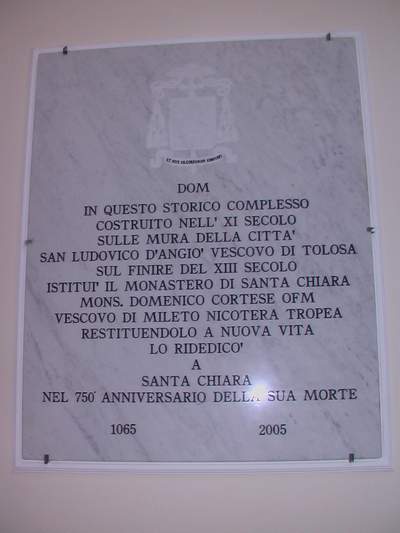 DOM
IN QUESTO STORICO COMPLESSO
COSTRUITO NELL' XI SECOLO
SULLE MURA DELLA CITTA'
SAN LUDOVICO D'ANGIO' VESCOVO DI TOLOSA
SUL FINIRE DEL XIII SECOLO
ISTITUI' IL MONASTERO DI SANTA CHIARA
MONS. DOMENICO CORTESE OFM
VESCOVO DI MILETO NICOTERA TROPEA
RESTITUENDOLO A NUOVA VITA
LO RIDEDICO'
A
SANTA CHIARA
NEL 750° ANNIVERSARIO DELLA SUA MORTE
1065 2005